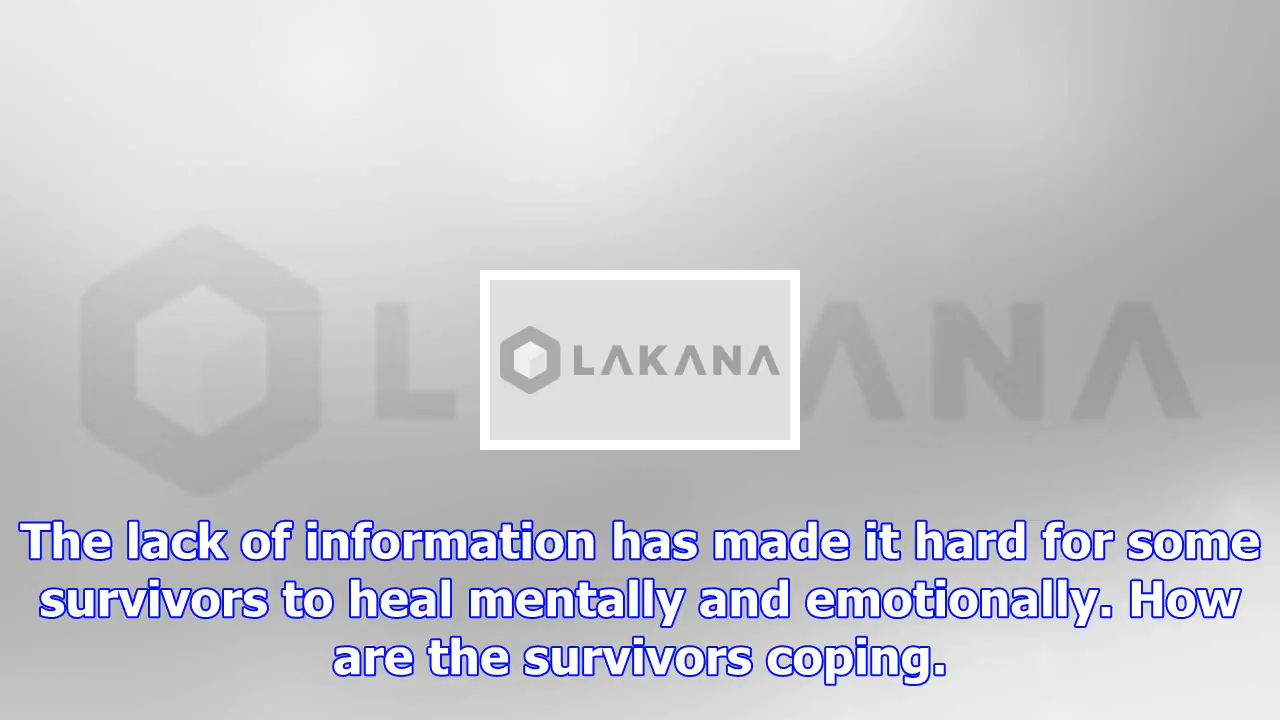 LAKANA
The lack of information has made it hard for some
survivors to heal mentally and emotionally. How
are the survivors coping.